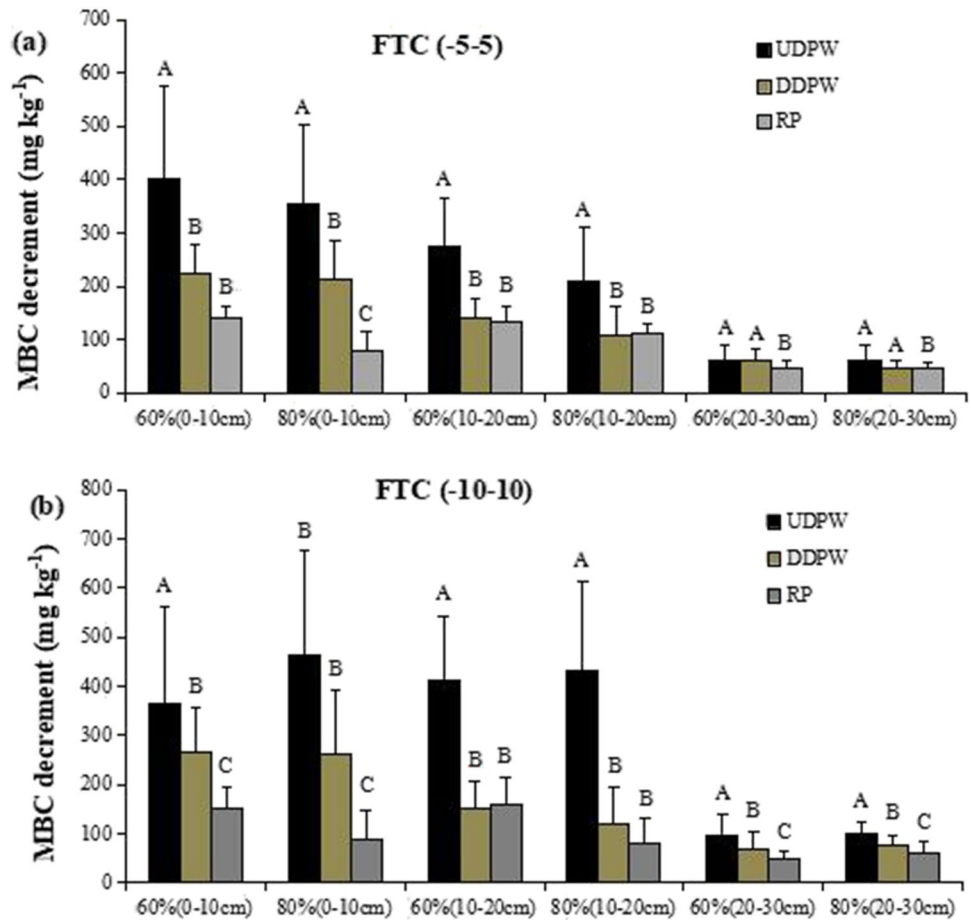 (a)
FTC (-5-5)
MBC decrement (mg kg⁻¹)
700
600
500
400
300
200
100
0
UDPW
DDPW
RP
A B B
A B C
A B B
A B B
A A B
A A B
60%(0-10cm) 80%(0-10cm) 60%(10-20cm) 80%(10-20cm) 60%(20-30cm) 80%(20-30cm)
(b)
FTC (-10-10)
MBC decrement (mg kg⁻¹)
800
700
600
500
400
300
200
100
0
UDPW
DDPW
RP
A B C
B B C
A B B
A B B
A B C
A B C
60%(0-10cm) 80%(0-10cm) 60%(10-20cm) 80%(10-20cm) 60%(20-30cm) 80%(20-30cm)